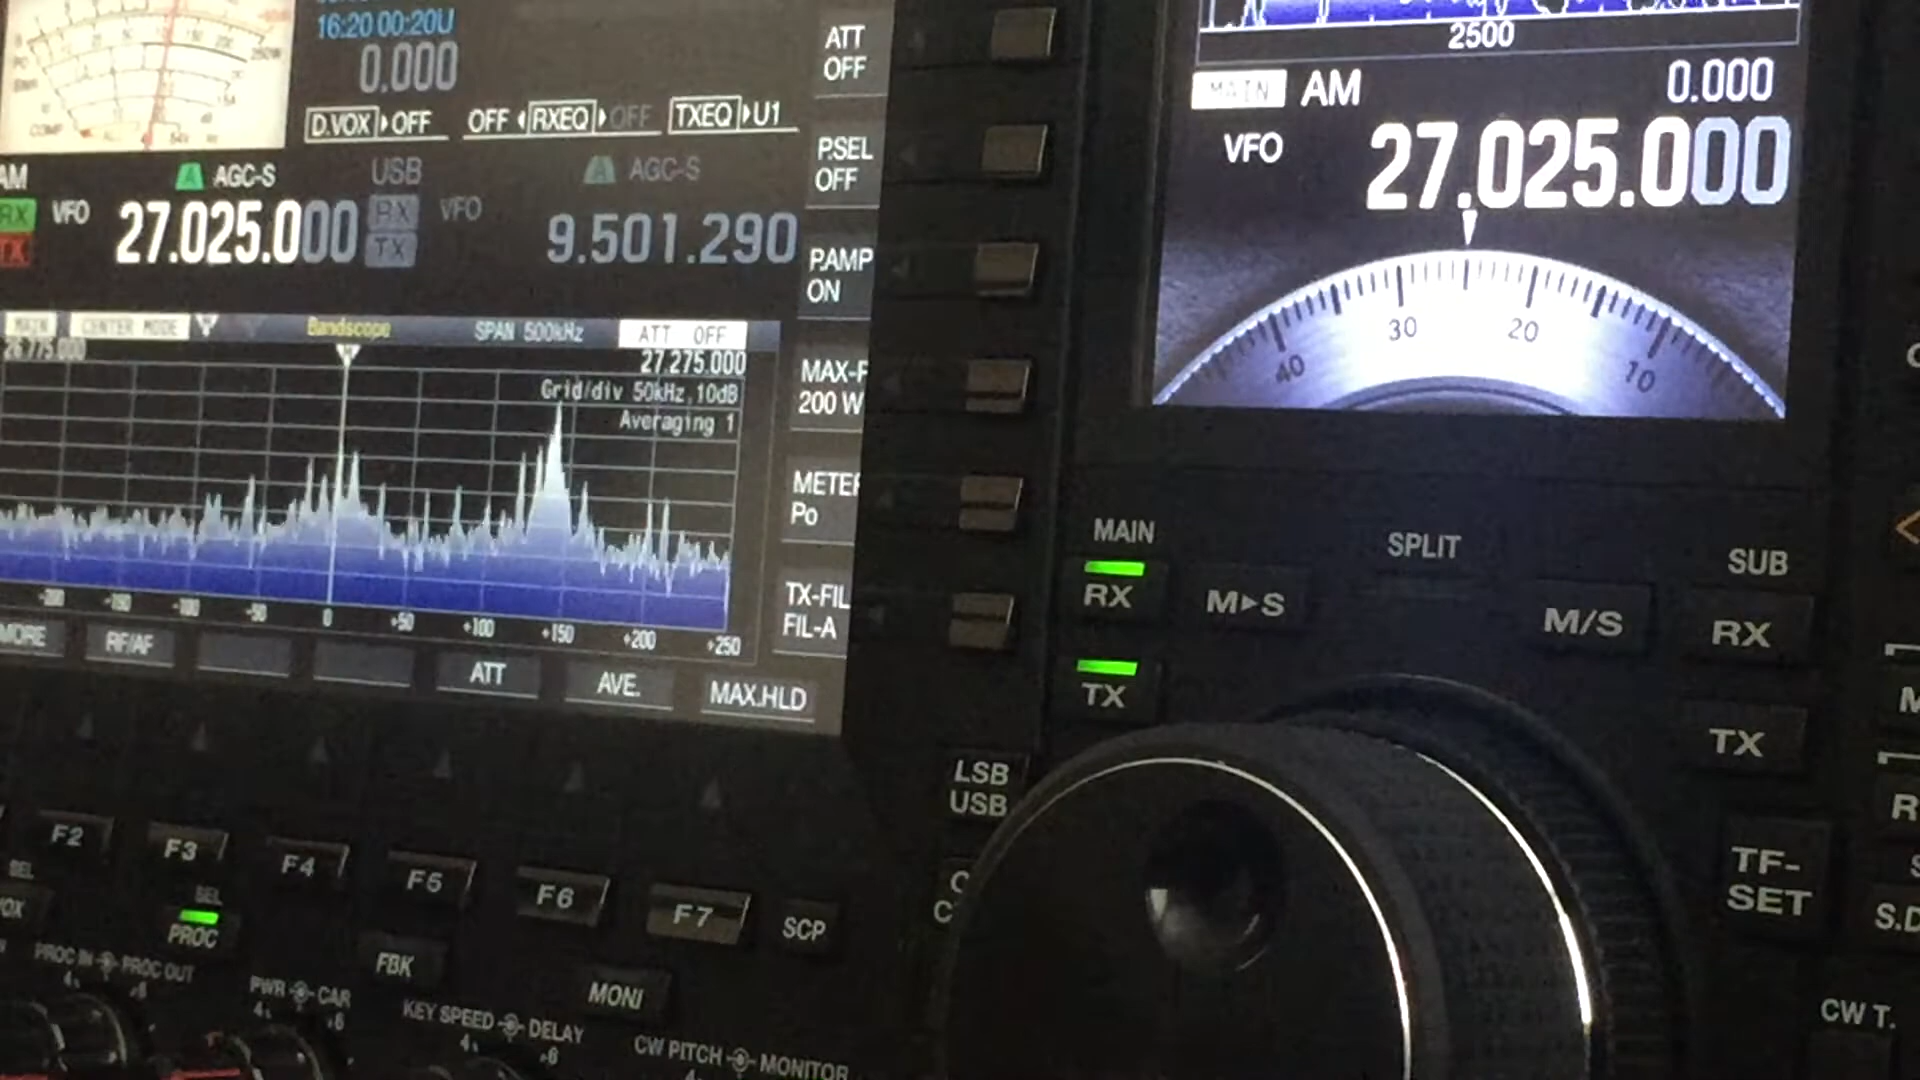 16:20 00:20U
0.000
D.VOX OFF
OFF RXEQ OFF
TXEQ U1
AM
A AGC-S
USB
A AGC-S
RX
VFO
27.025.000
RX
TX
VFO
9.501.290
MAIN
CENTER MODE
Bandscope
SPAN 500kHz
ATT OFF
26.775.000
27.275.000
Grid/div 50kHz,10dB
Averaging 1
-200
-150
-100
-50
0
+50
+100
+150
+200
+250
MORE
RF/AF
ATT
AVE.
MAX.HLD
ATT
OFF
P.SEL
OFF
P.AMP
ON
MAX-P
200 W
METER
Po
TX-FIL
FIL-A
2500
MAIN
AM
0.000
VFO
27.025.000
40
30
20
10
MAIN
RX
TX
M►S
SPLIT
M/S
SUB
RX
TX
LSB
USB
TF-
SET
S.D
CW T.
F2
F3
F4
F5
F6
F7
SCP
SEL
SEL
PROC
FBK
MONI
PROC IN PROC OUT
PWR CAR
KEY SPEED DELAY
CW PITCH MONITOR